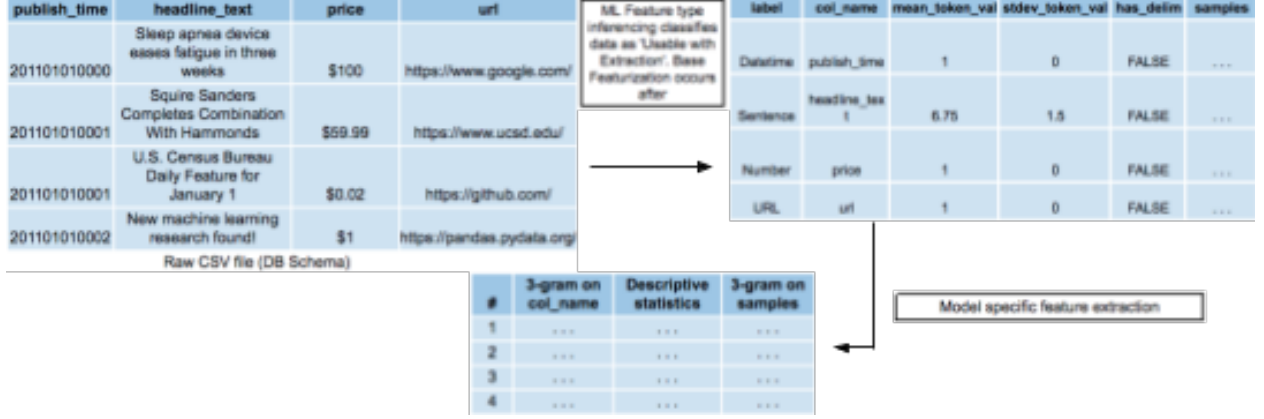 publish_time headline_text price url
Sleep apnea device
eases fatigue in three
weeks
201101010000 $100 https://www.google.com/
Squire Sanders
Completes Combination
With Hammonds
201101010001 $59.99 https://www.ucsd.edu/
U.S. Census Bureau
Daily Feature for
January 1
201101010001 $0.02 https://github.com/
New machine learning
research found!
201101010002 $1 https://pandas.pydata.org/
Raw CSV file (DB Schema)
ML Feature type
inferencing classifies
data as 'Usable with
Extraction'. Base
Featurization occurs
after
label col_name mean_token_val stdev_token_val has_delim samples
Datetime publish_time 1 0 FALSE ...
headline_tex
Sentence t 6.75 1.5 FALSE ...
Number price 1 0 FALSE ...
URL url 1 0 FALSE ...
Model specific feature extraction
# 3-gram on col_name Descriptive statistics 3-gram on samples
1 ... ... ...
2 ... ... ...
3 ... ... ...
4 ... ... ...